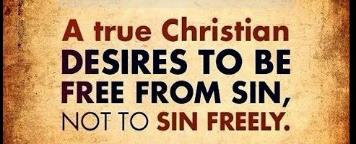 A true Christian
DESIRES TO BE
FREE FROM SIN,
NOT TO SIN FREELY.